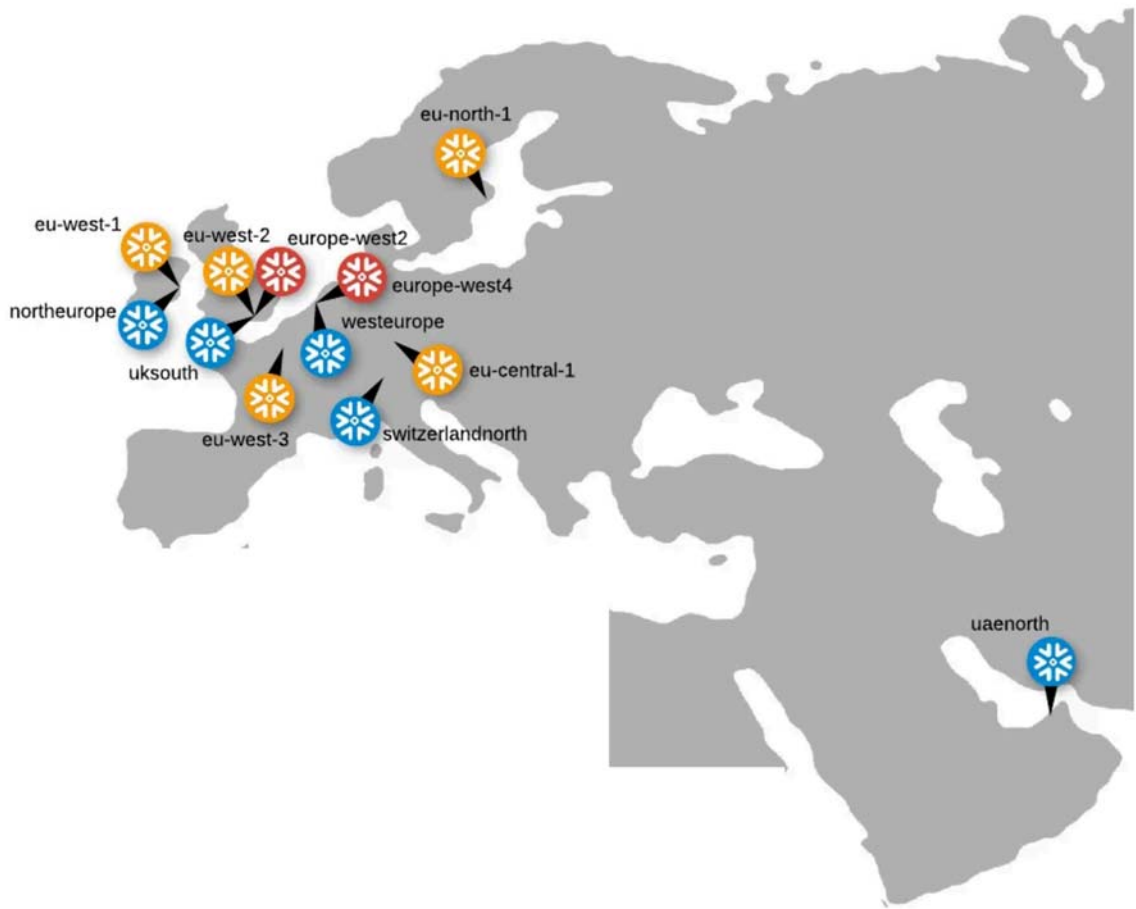 eu-north-1
eu-west-1
eu-west-2
europe-west2
europe-west4
northeurope
westeurope
uksouth
eu-central-1
eu-west-3
switzerlandnorth
uaenorth